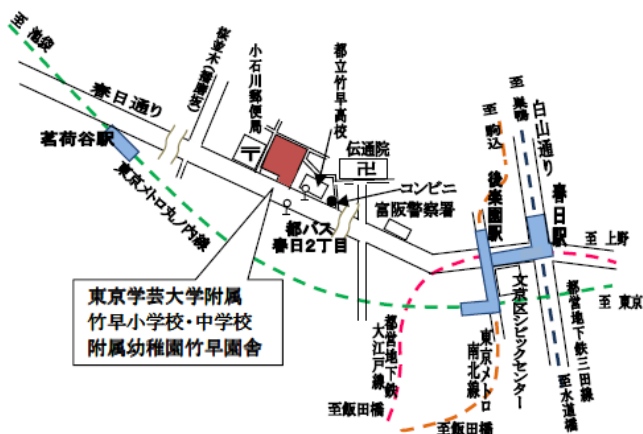 至 池袋
春日通り
茗荷谷駅
東京メトロ丸ノ内線
桜並木(播磨坂)
小石川郵便局
都立竹早高校
伝通院
卍
〒
コンビニ
富阪警察署
都バス
春日2丁目
東京学芸大学附属
竹早小学校・中学校
附属幼稚園竹早園舎
至 駒込
後楽園駅
至 巣鴨
白山通り
春日駅
至 上野
至 東京
文京区シビックセンター
都営地下鉄三田線
至水道橋
都営地下鉄
大江戸線
至飯田橋
東京メトロ
南北線
至飯田橋